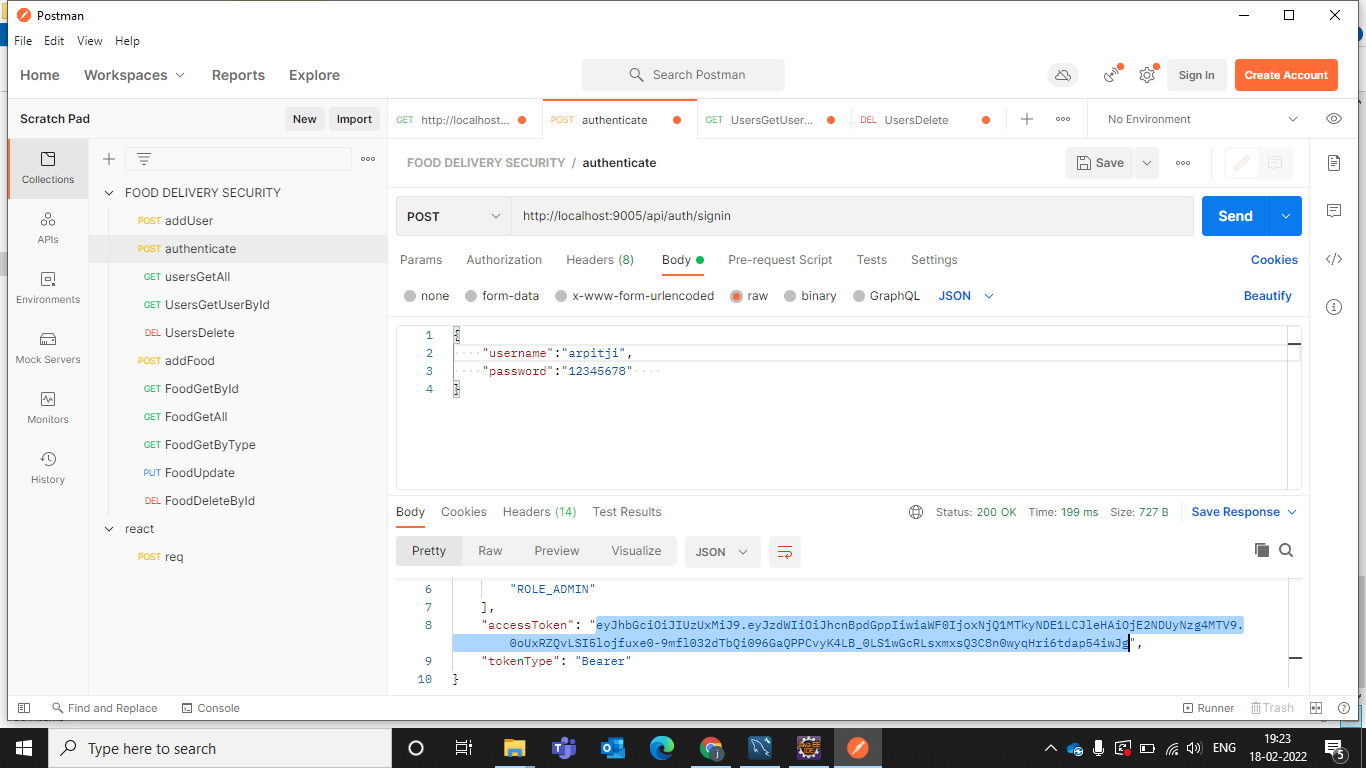 Postman
File Edit View Help
Home Workspaces Reports Explore Search Postman Sign In Create Account
Scratch Pad New Import GET http://localhost... POST authenticate GET UsersGetUser... DEL UsersDelete No Environment
Collections
APIs
Environments
Mock Servers
Monitors
History
FOOD DELIVERY SECURITY
POST addUser
POST authenticate
GET usersGetAll
GET UsersGetUserById
DEL UsersDelete
POST addFood
GET FoodGetById
GET FoodGetAll
GET FoodGetByType
PUT FoodUpdate
DEL FoodDeleteById
react
POST req
FOOD DELIVERY SECURITY / authenticate Save
POST http://localhost:9005/api/auth/signin Send
Params Authorization Headers (8) Body Pre-request Script Tests Settings Cookies
none form-data x-www-form-urlencoded raw binary GraphQL JSON Beautify
1 {
2 "username":"arpitji",
3 "password":"12345678"
4 }
Body Cookies Headers (14) Test Results Status: 200 OK Time: 199 ms Size: 727 B Save Response
Pretty Raw Preview Visualize JSON
6 "ROLE_ADMIN"
7 ],
8 "accessToken": "eyJhbGciOiJIUzUxMiJ9.eyJzdWIiOiJhcnBpdGppIiwiaWF0IjoxNjQ1MTkyNDE1LCJleHAiOjE2NDUyNzg4MTV9.
0oUxRZQvLSI5lojfuxe0-9mfl032dTbQi096GaQPPCvyK4LB_0LS1wGcRLsxmxsQ3C8n0wyqHri6tdap54iwJg",
9 "tokenType": "Bearer"
10 }
Find and Replace Console Runner Trash
Type here to search ENG 19:23
18-02-2022 5